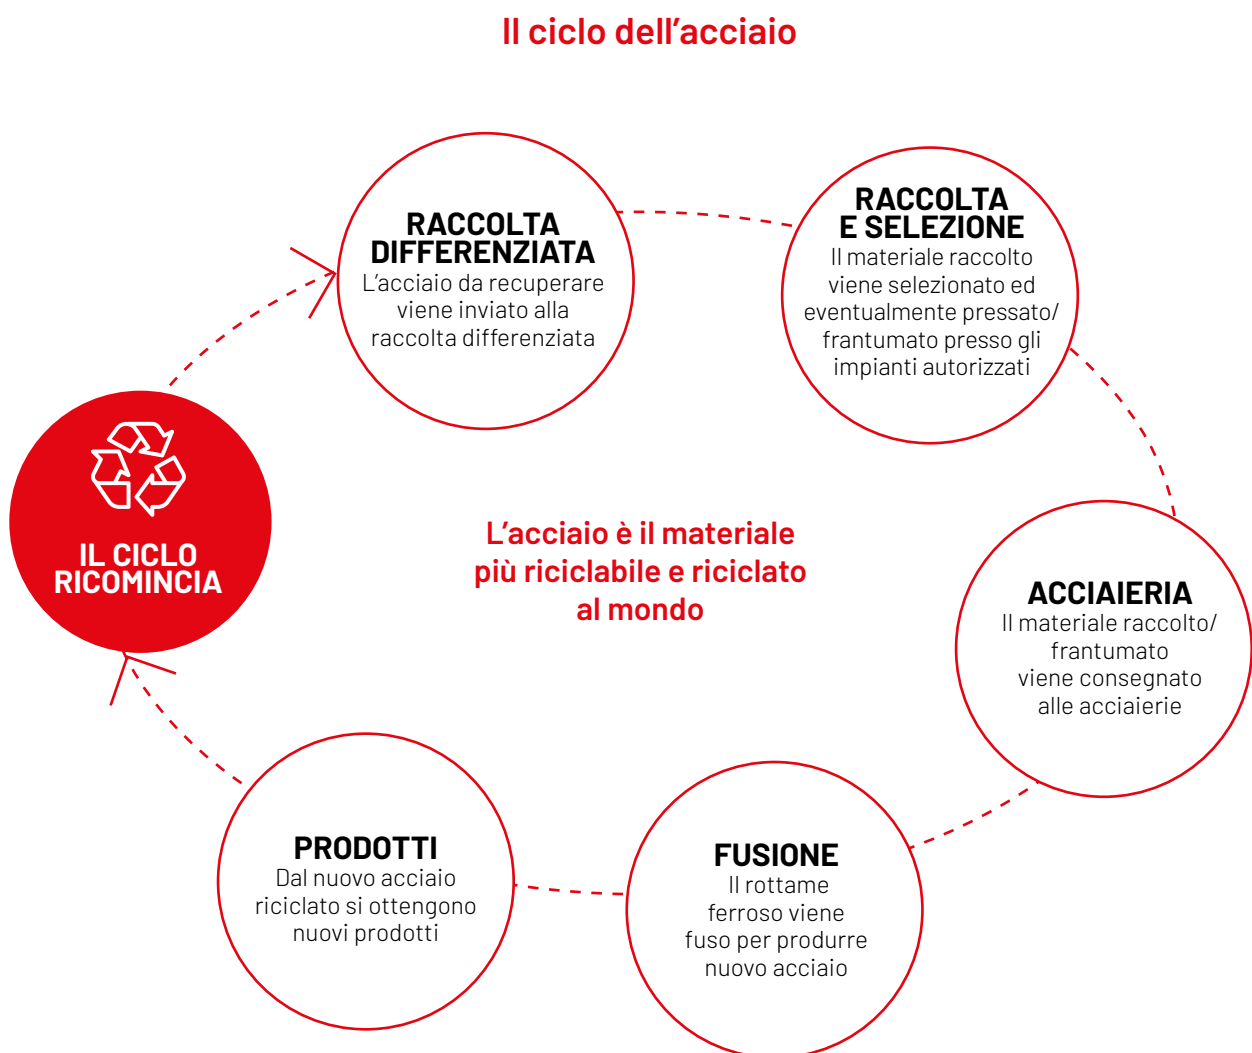 Il ciclo dell’acciaio
RACCOLTA
DIFFERENZIATA
L’acciaio da recuperare
viene inviato alla
raccolta differenziata
RACCOLTA
E SELEZIONE
Il materiale raccolto
viene selezionato ed
eventualmente pressato/
frantumato presso gli
impianti autorizzati
ACCIAIERIA
Il materiale raccolto/
frantumato
viene consegnato
alle acciaierie
FUSIONE
Il rottame
ferroso viene
fuso per produrre
nuovo acciaio
PRODOTTI
Dal nuovo acciaio
riciclato si ottengono
nuovi prodotti
IL CICLO
RICOMINCIA
L’acciaio è il materiale
più riciclabile e riciclato
al mondo